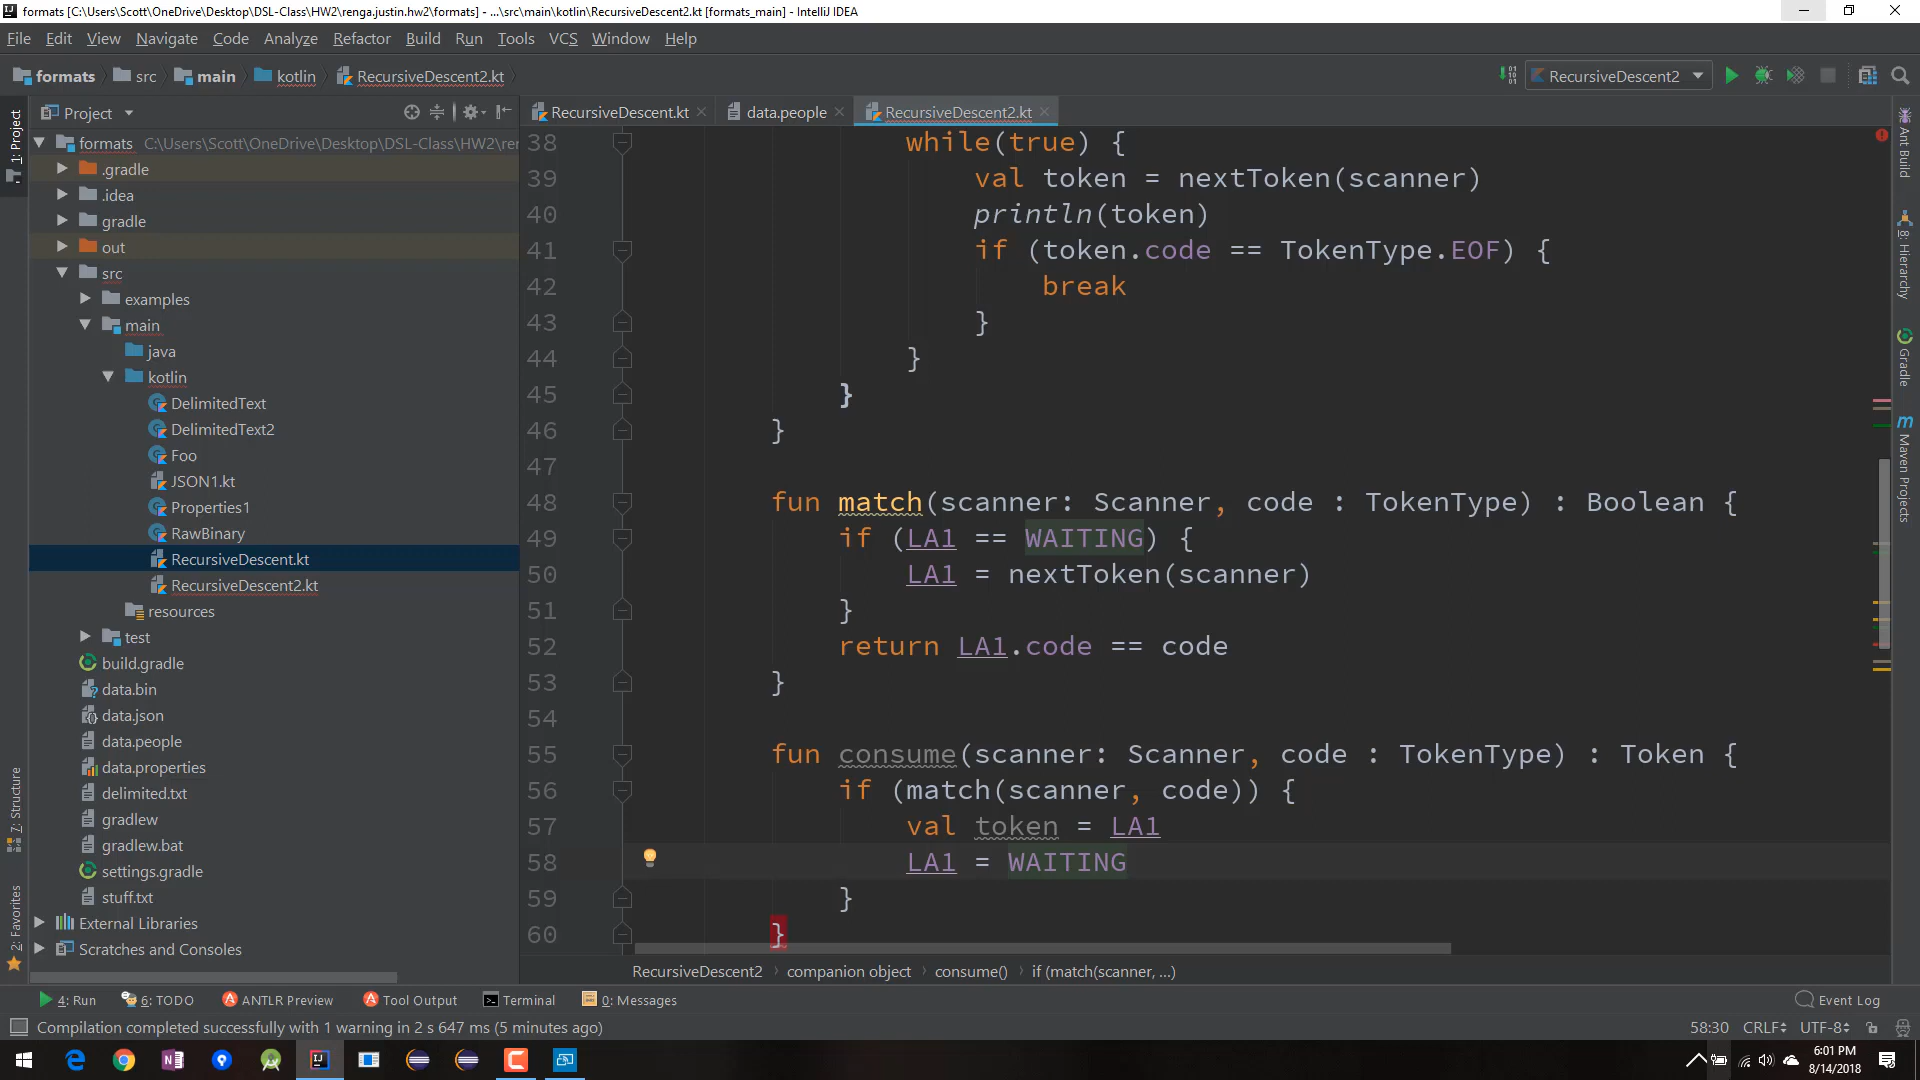 formats [C:\Users\Scott\OneDrive\Desktop\DSL-Class\HW2\renga.justin.hw2\formats] - ...\src\main\kotlin\RecursiveDescent2.kt [formats_main] - IntelliJ IDEA
File Edit View Navigate Code Analyze Refactor Build Run Tools VCS Window Help
formats src main kotlin RecursiveDescent2.kt
RecursiveDescent2
Project
RecursiveDescent.kt data.people RecursiveDescent2.kt
1: Project
7: Structure
2: Favorites
formats C:\Users\Scott\OneDrive\Desktop\DSL-Class\HW2\ren
.gradle
.idea
gradle
out
src
examples
main
java
kotlin
DelimitedText
DelimitedText2
Foo
JSON1.kt
Properties1
RawBinary
RecursiveDescent.kt
RecursiveDescent2.kt
resources
test
build.gradle
data.bin
data.json
data.people
data.properties
delimited.txt
gradlew
gradlew.bat
settings.gradle
stuff.txt
External Libraries
Scratches and Consoles
38 while(true) {
39 val token = nextToken(scanner)
40 println(token)
41 if (token.code == TokenType.EOF) {
42 break
43 }
44 }
45 }
46 }
47
48 fun match(scanner: Scanner, code : TokenType) : Boolean {
49 if (LA1 == WAITING) {
50 LA1 = nextToken(scanner)
51 }
52 return LA1.code == code
53 }
54
55 fun consume(scanner: Scanner, code : TokenType) : Token {
56 if (match(scanner, code)) {
57 val token = LA1
58 LA1 = WAITING
59 }
60 }
RecursiveDescent2 › companion object › consume() › if (match(scanner, ...)
Ant Build
8: Hierarchy
Gradle
Maven Projects
4: Run 6: TODO ANTLR Preview Tool Output Terminal 0: Messages Event Log
Compilation completed successfully with 1 warning in 2 s 647 ms (5 minutes ago) 58:30 CRLF UTF-8
6:01 PM
8/14/2018